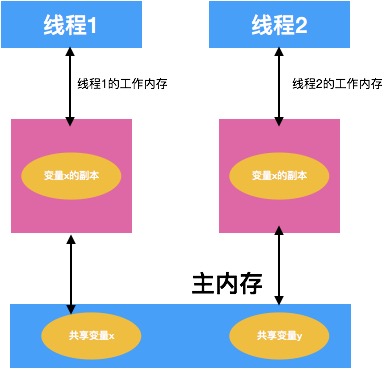 线程1
线程2
线程1的工作内存
线程2的工作内存
变量x的副本
变量x的副本
主内存
共享变量x
共享变量y